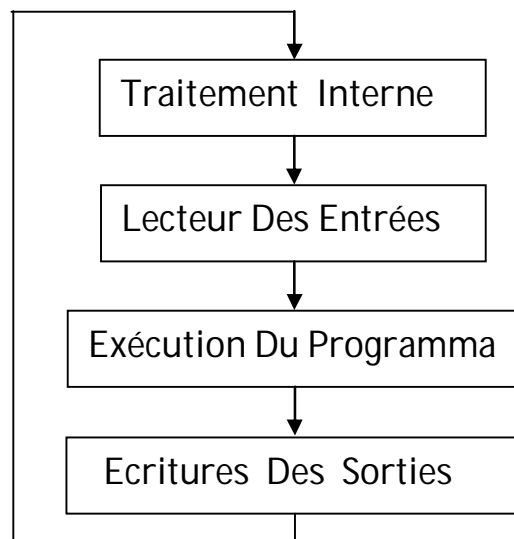 Traitement Interne
Lecteur Des Entrées
Exécution Du Programma
Ecritures Des Sorties